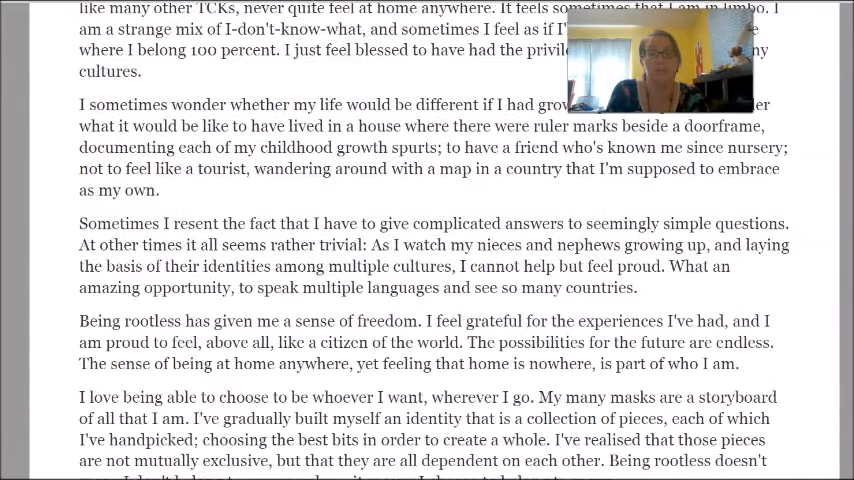 like many other TCKs, never quite feel at home anywhere. It feels sometimes that I am in limbo. I
am a strange mix of I-don't-know-what, and sometimes I feel as if I'
where I belong 100 percent. I just feel blessed to have had the privile
cultures.
I sometimes wonder whether my life would be different if I had grow
what it would be like to have lived in a house where there were ruler marks beside a doorframe,
documenting each of my childhood growth spurts; to have a friend who's known me since nursery;
not to feel like a tourist, wandering around with a map in a country that I'm supposed to embrace
as my own.
Sometimes I resent the fact that I have to give complicated answers to seemingly simple questions.
At other times it all seems rather trivial: As I watch my nieces and nephews growing up, and laying
the basis of their identities among multiple cultures, I cannot help but feel proud. What an
amazing opportunity, to speak multiple languages and see so many countries.
Being rootless has given me a sense of freedom. I feel grateful for the experiences I've had, and I
am proud to feel, above all, like a citizen of the world. The possibilities for the future are endless.
The sense of being at home anywhere, yet feeling that home is nowhere, is part of who I am.
I love being able to choose to be whoever I want, wherever I go. My many masks are a storyboard
of all that I am. I've gradually built myself an identity that is a collection of pieces, each of which
I've handpicked; choosing the best bits in order to create a whole. I've realised that those pieces
are not mutually exclusive, but that they are all dependent on each other. Being rootless doesn't